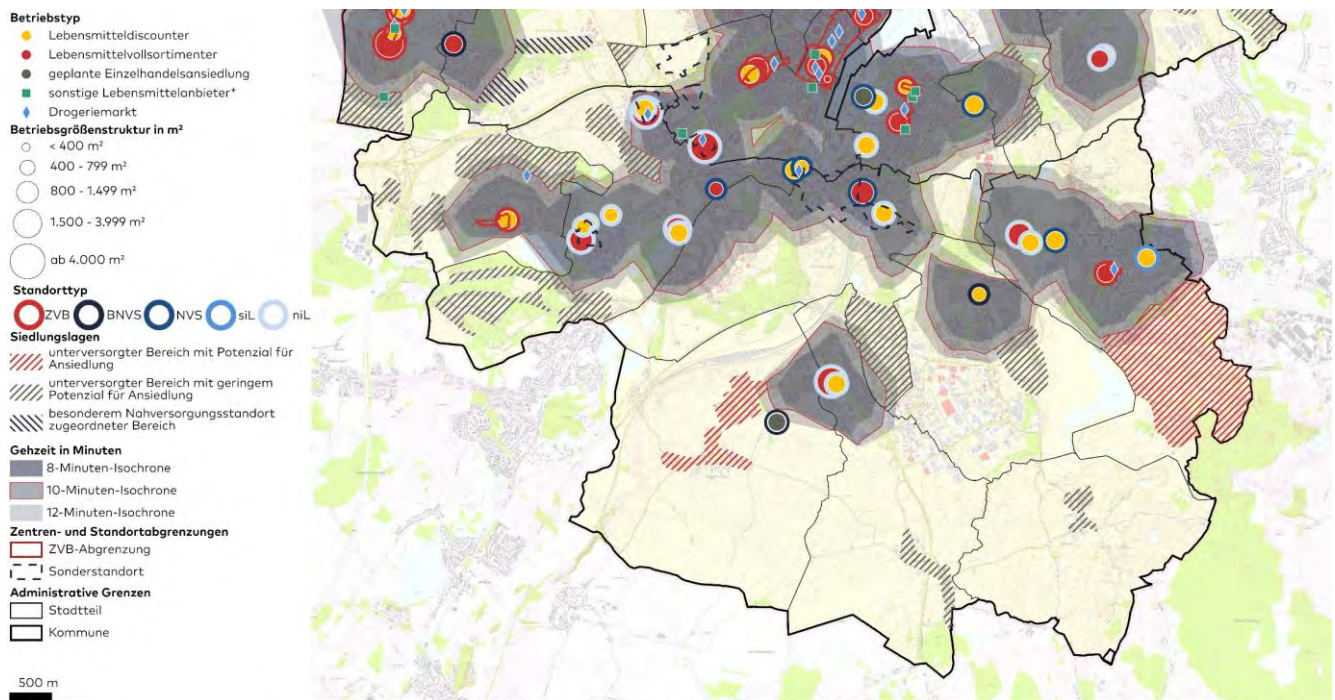 Betriebstyp
Lebensmitteldiscounter
Lebensmittelvollsortimenter
geplante Einzelhandelsansiedlung
sonstige Lebensmittelanbieter*
Drogeriemarkt
Betriebsgrößenstruktur in m²
< 400 m²
400 - 799 m²
800 - 1.499 m²
1.500 - 3.999 m²
ab 4.000 m²
Standorttyp
ZVB BNVS NVS siL niL
Siedlungslagen
unterversorgter Bereich mit Potenzial für
Ansiedlung
unterversorgter Bereich mit geringem
Potenzial für Ansiedlung
besonderem Nahversorgungsstandort
zugeordneter Bereich
Gehzeit in Minuten
8-Minuten-Isochrone
10-Minuten-Isochrone
12-Minuten-Isochrone
Zentren- und Standortabgrenzungen
ZVB-Abgrenzung
Sonderstandort
Administrative Grenzen
Stadtteil
Kommune
500 m